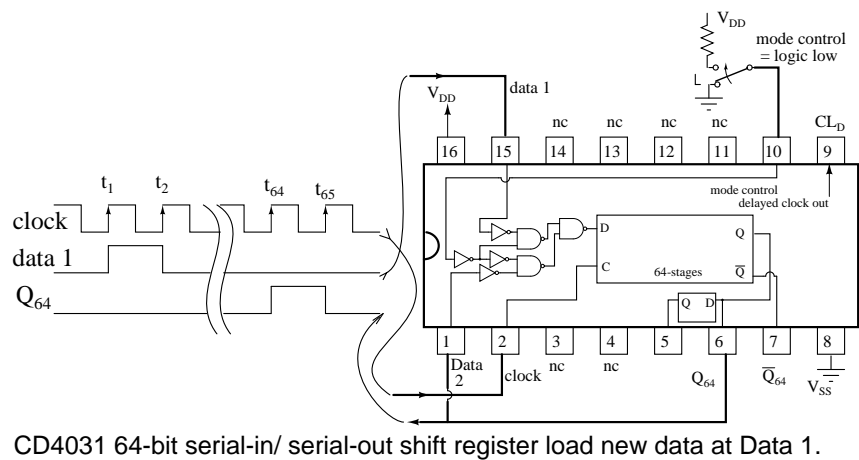 V_DD
mode control
= logic low
L
V_DD
data 1
nc nc nc nc CL_D
16 15 14 13 12 11 10 9
mode control
delayed clock out
t_1 t_2 t_64 t_65
clock
data 1
Q_64
D Q
C Q̅
64-stages
Q D
1 2 3 4 5 6 7 8
Data
2
clock nc nc Q_64 Q̅_64 V_SS
CD4031 64-bit serial-in/ serial-out shift register load new data at Data 1.